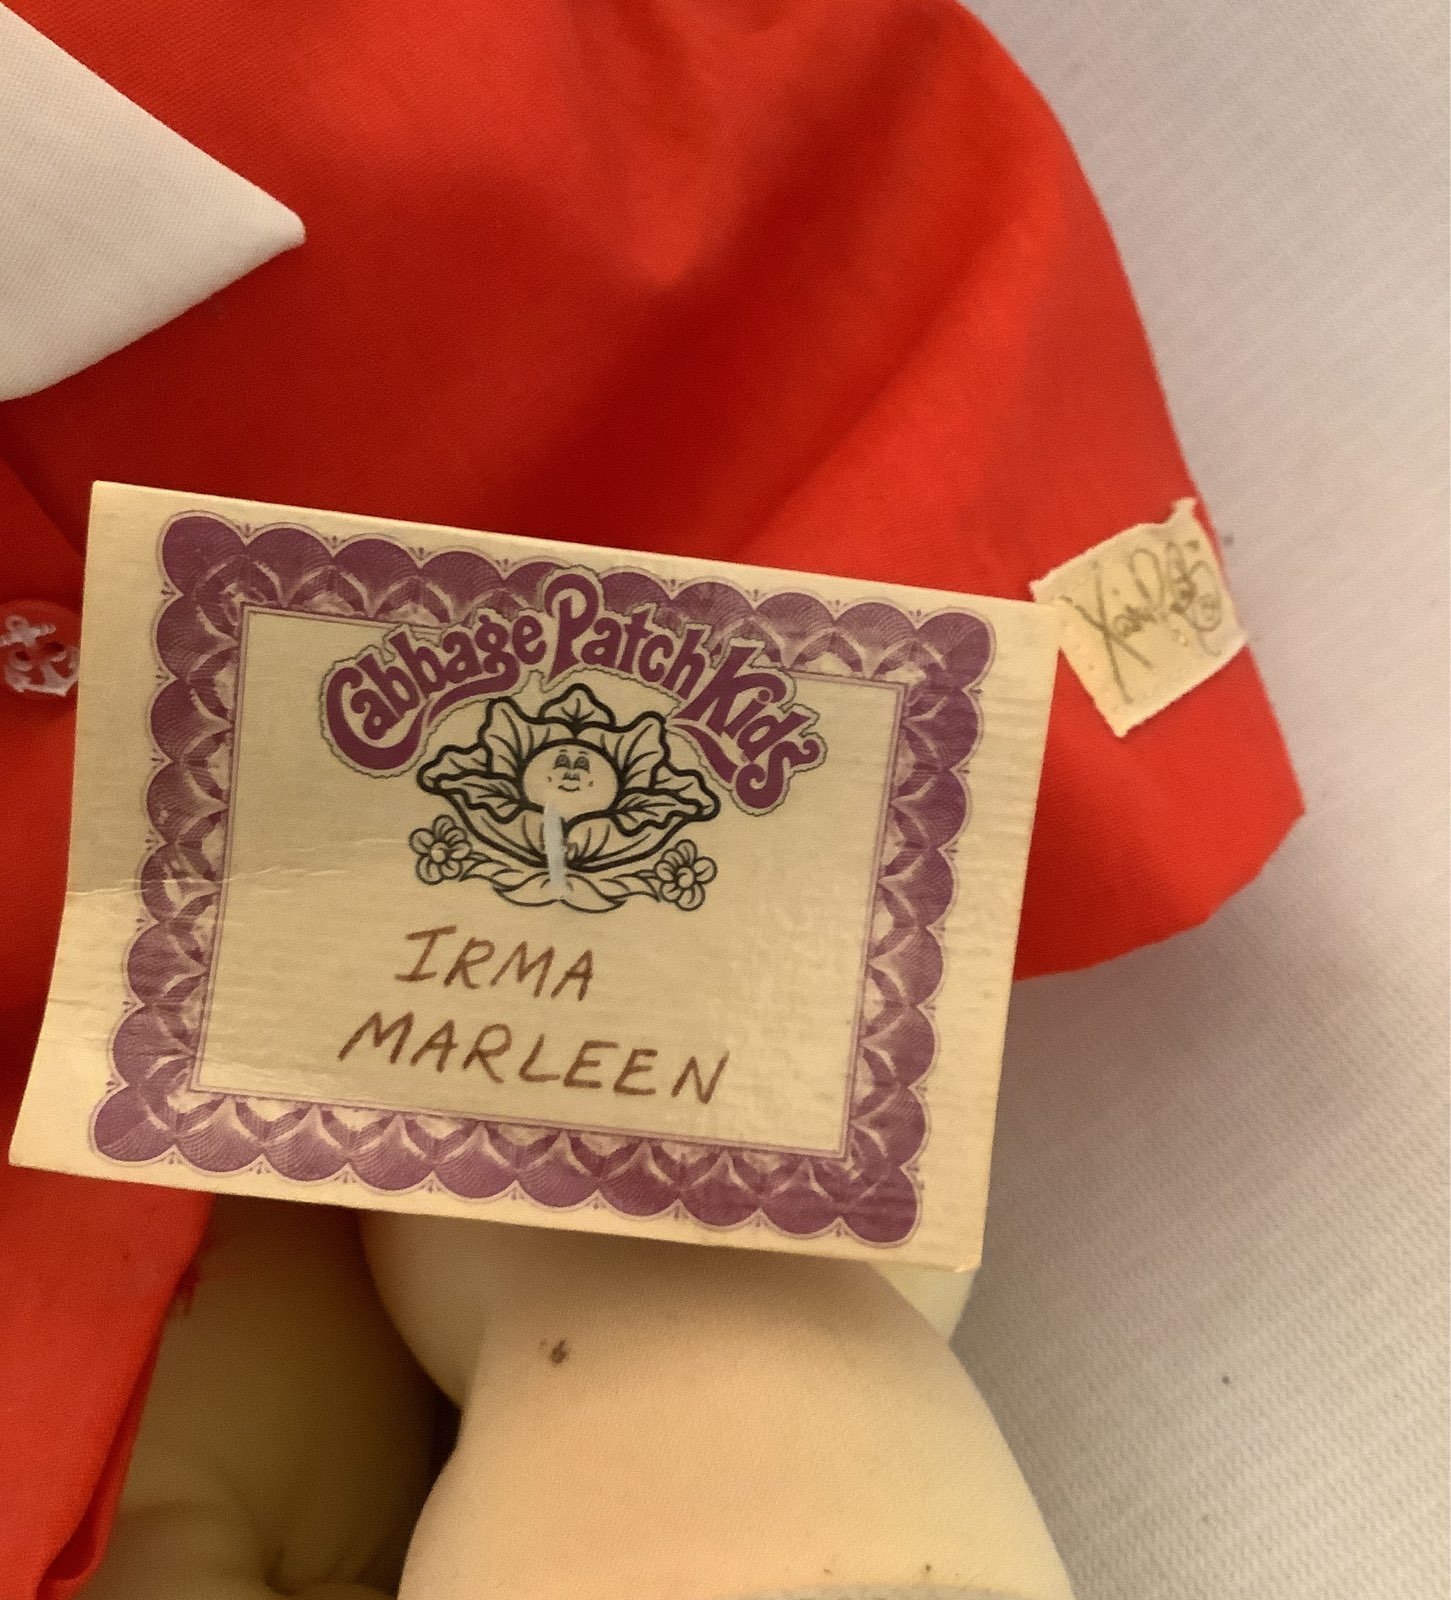 Cabbage Patch Kids
IRMA
MARLEEN